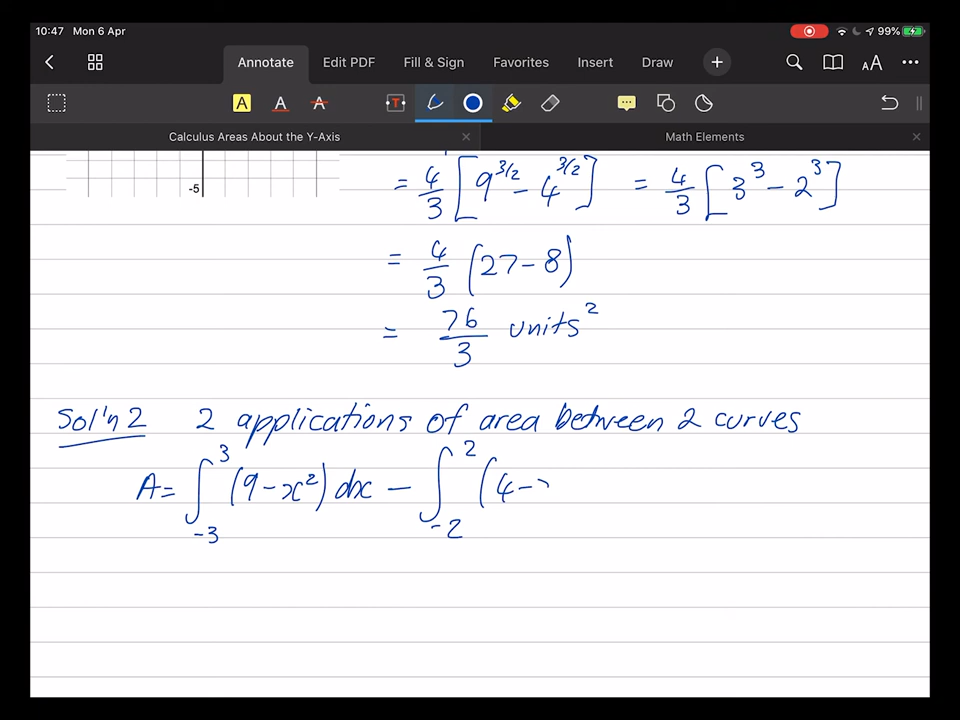 10:47 Mon 6 Apr 99%
Annotate Edit PDF Fill & Sign Favorites Insert Draw
Calculus Areas About the Y-Axis Math Elements
-5
= 4/3 [9^{3/2} - 4^{3/2}] = 4/3 [3^3 - 2^3]
= 4/3 (27 - 8)
= 76/3 units^2
Sol'n 2 2 applications of area between 2 curves
A = ∫_{-3}^{3} (9 - x^2) dx - ∫_{-2}^{2} (4 -